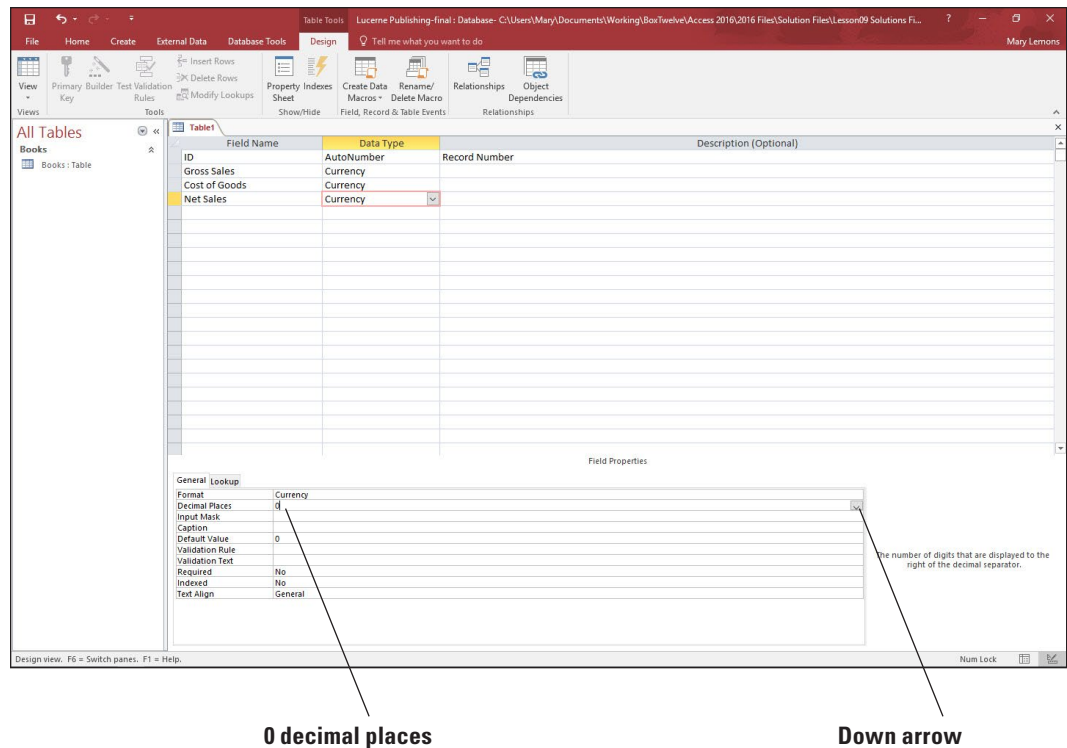 Table Tools Lucerne Publishing-final : Database- C:\Users\Mary\Documents\Working\BoxTwelve\Access 2016\2016 Files\Solution Files\Lesson09 Solutions Fi... ?
File Home Create External Data Database Tools Design Tell me what you want to do Mary Lemons
View Primary Key Builder Test Validation Rules Insert Rows Delete Rows Modify Lookups Property Sheet Indexes Create Data Macros Rename/ Delete Macro Relationships Object Dependencies
Views Tools Show/Hide Field, Record & Table Events Relationships
All Tables
Books
Books : Table
Table1
Field Name Data Type Description (Optional)
ID AutoNumber Record Number
Gross Sales Currency
Cost of Goods Currency
Net Sales Currency
Field Properties
General Lookup
Format Currency
Decimal Places 0
Input Mask
Caption
Default Value 0
Validation Rule
Validation Text
Required No
Indexed No
Text Align General
The number of digits that are displayed to the
right of the decimal separator.
Design view. F6 = Switch panes. F1 = Help. Num Lock
0 decimal places Down arrow